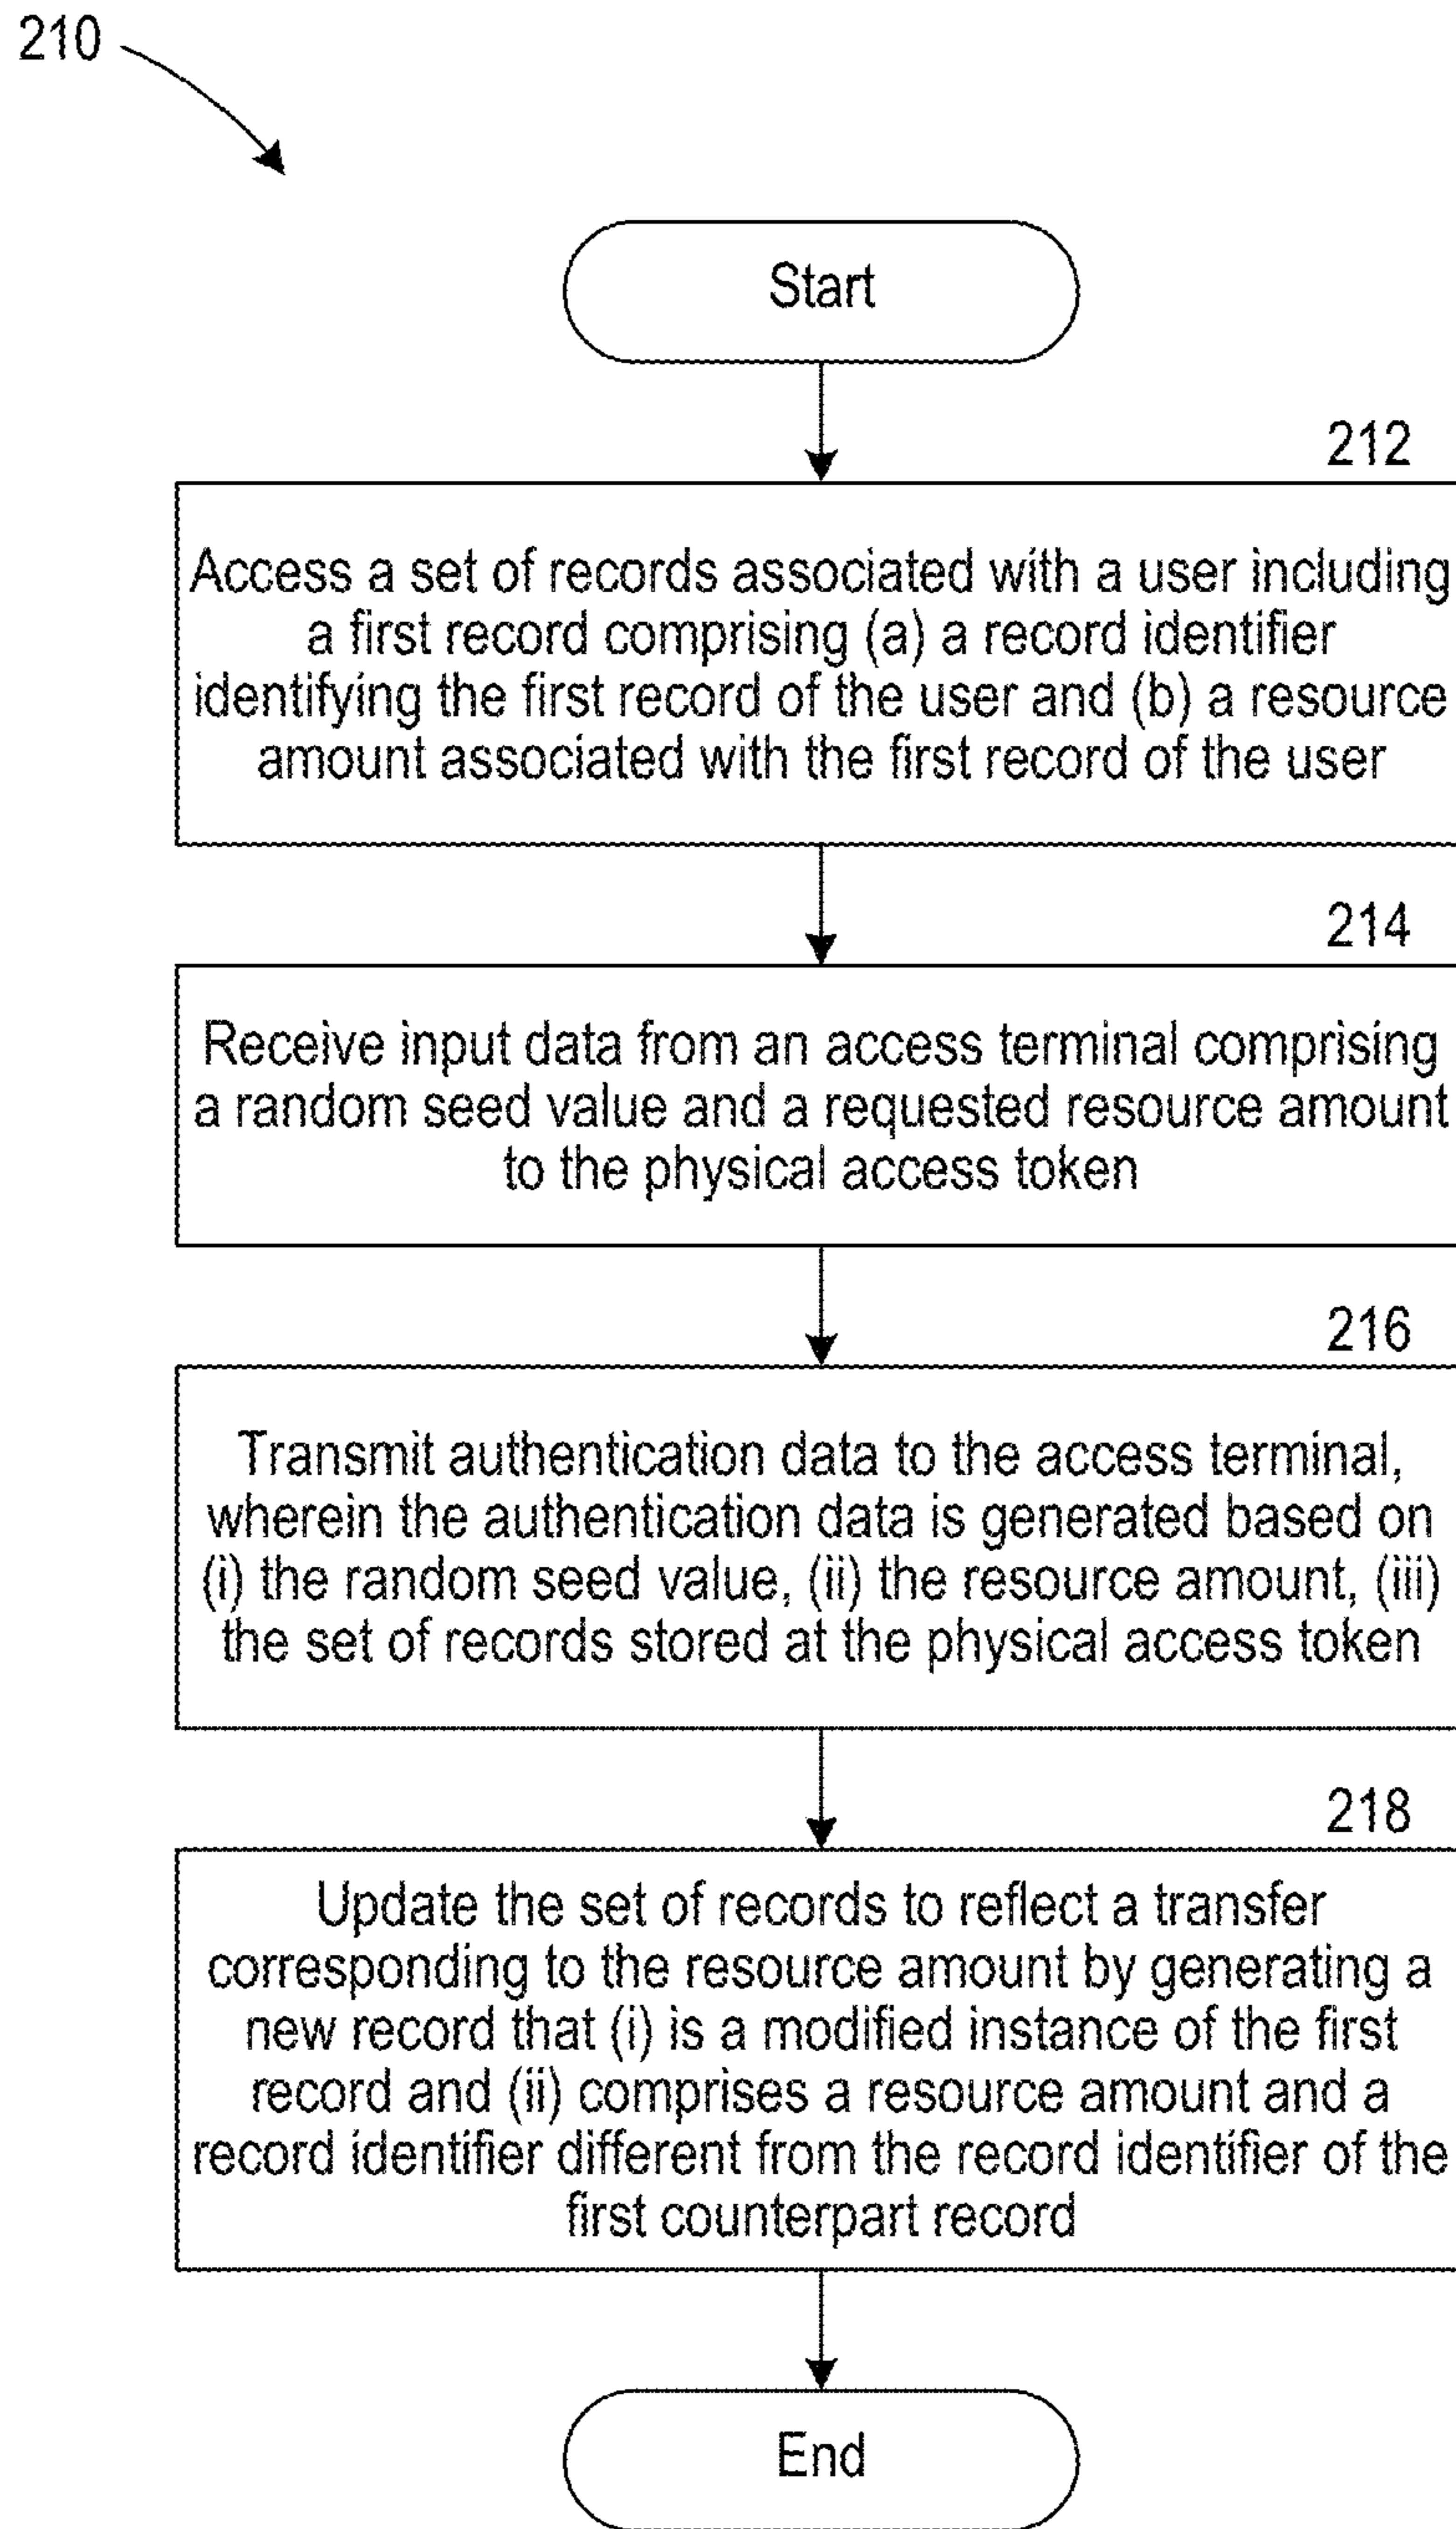 210
Start
212
Access a set of records associated with a user including
a first record comprising (a) a record identifier
identifying the first record of the user and (b) a resource
amount associated with the first record of the user
214
Receive input data from an access terminal comprising
a random seed value and a requested resource amount
to the physical access token
216
Transmit authentication data to the access terminal,
wherein the authentication data is generated based on
(i) the random seed value, (ii) the resource amount, (iii)
the set of records stored at the physical access token
218
Update the set of records to reflect a transfer
corresponding to the resource amount by generating a
new record that (i) is a modified instance of the first
record and (ii) comprises a resource amount and a
record identifier different from the record identifier of the
first counterpart record
End